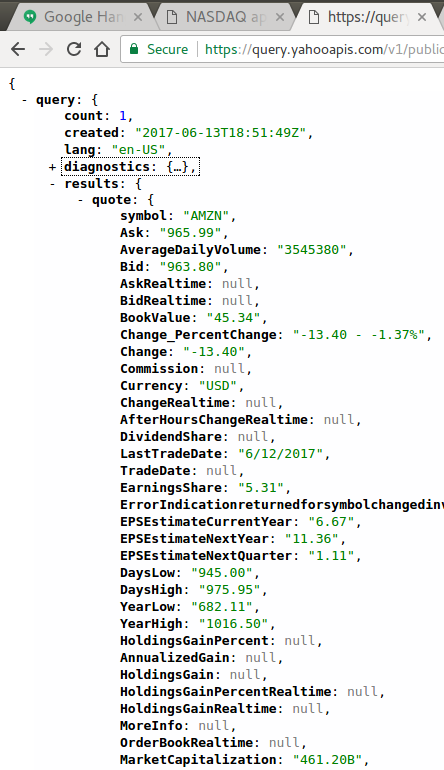 Google Han
NASDAQ ap
https://query
Secure
https://query.yahooapis.com/v1/public
{
- query: {
count: 1,
created: "2017-06-13T18:51:49Z",
lang: "en-US",
+ diagnostics: {…},
- results: {
- quote: {
symbol: "AMZN",
Ask: "965.99",
AverageDailyVolume: "3545380",
Bid: "963.80",
AskRealtime: null,
BidRealtime: null,
BookValue: "45.34",
Change_PercentChange: "-13.40 - -1.37%",
Change: "-13.40",
Commission: null,
Currency: "USD",
ChangeRealtime: null,
AfterHoursChangeRealtime: null,
DividendShare: null,
LastTradeDate: "6/12/2017",
TradeDate: null,
EarningsShare: "5.31",
ErrorIndicationreturnedforsymbolchangedinv
EPSEstimateCurrentYear: "6.67",
EPSEstimateNextYear: "11.36",
EPSEstimateNextQuarter: "1.11",
DaysLow: "945.00",
DaysHigh: "975.95",
YearLow: "682.11",
YearHigh: "1016.50",
HoldingsGainPercent: null,
AnnualizedGain: null,
HoldingsGain: null,
HoldingsGainPercentRealtime: null,
HoldingsGainRealtime: null,
MoreInfo: null,
OrderBookRealtime: null,
MarketCapitalization: "461.20B",